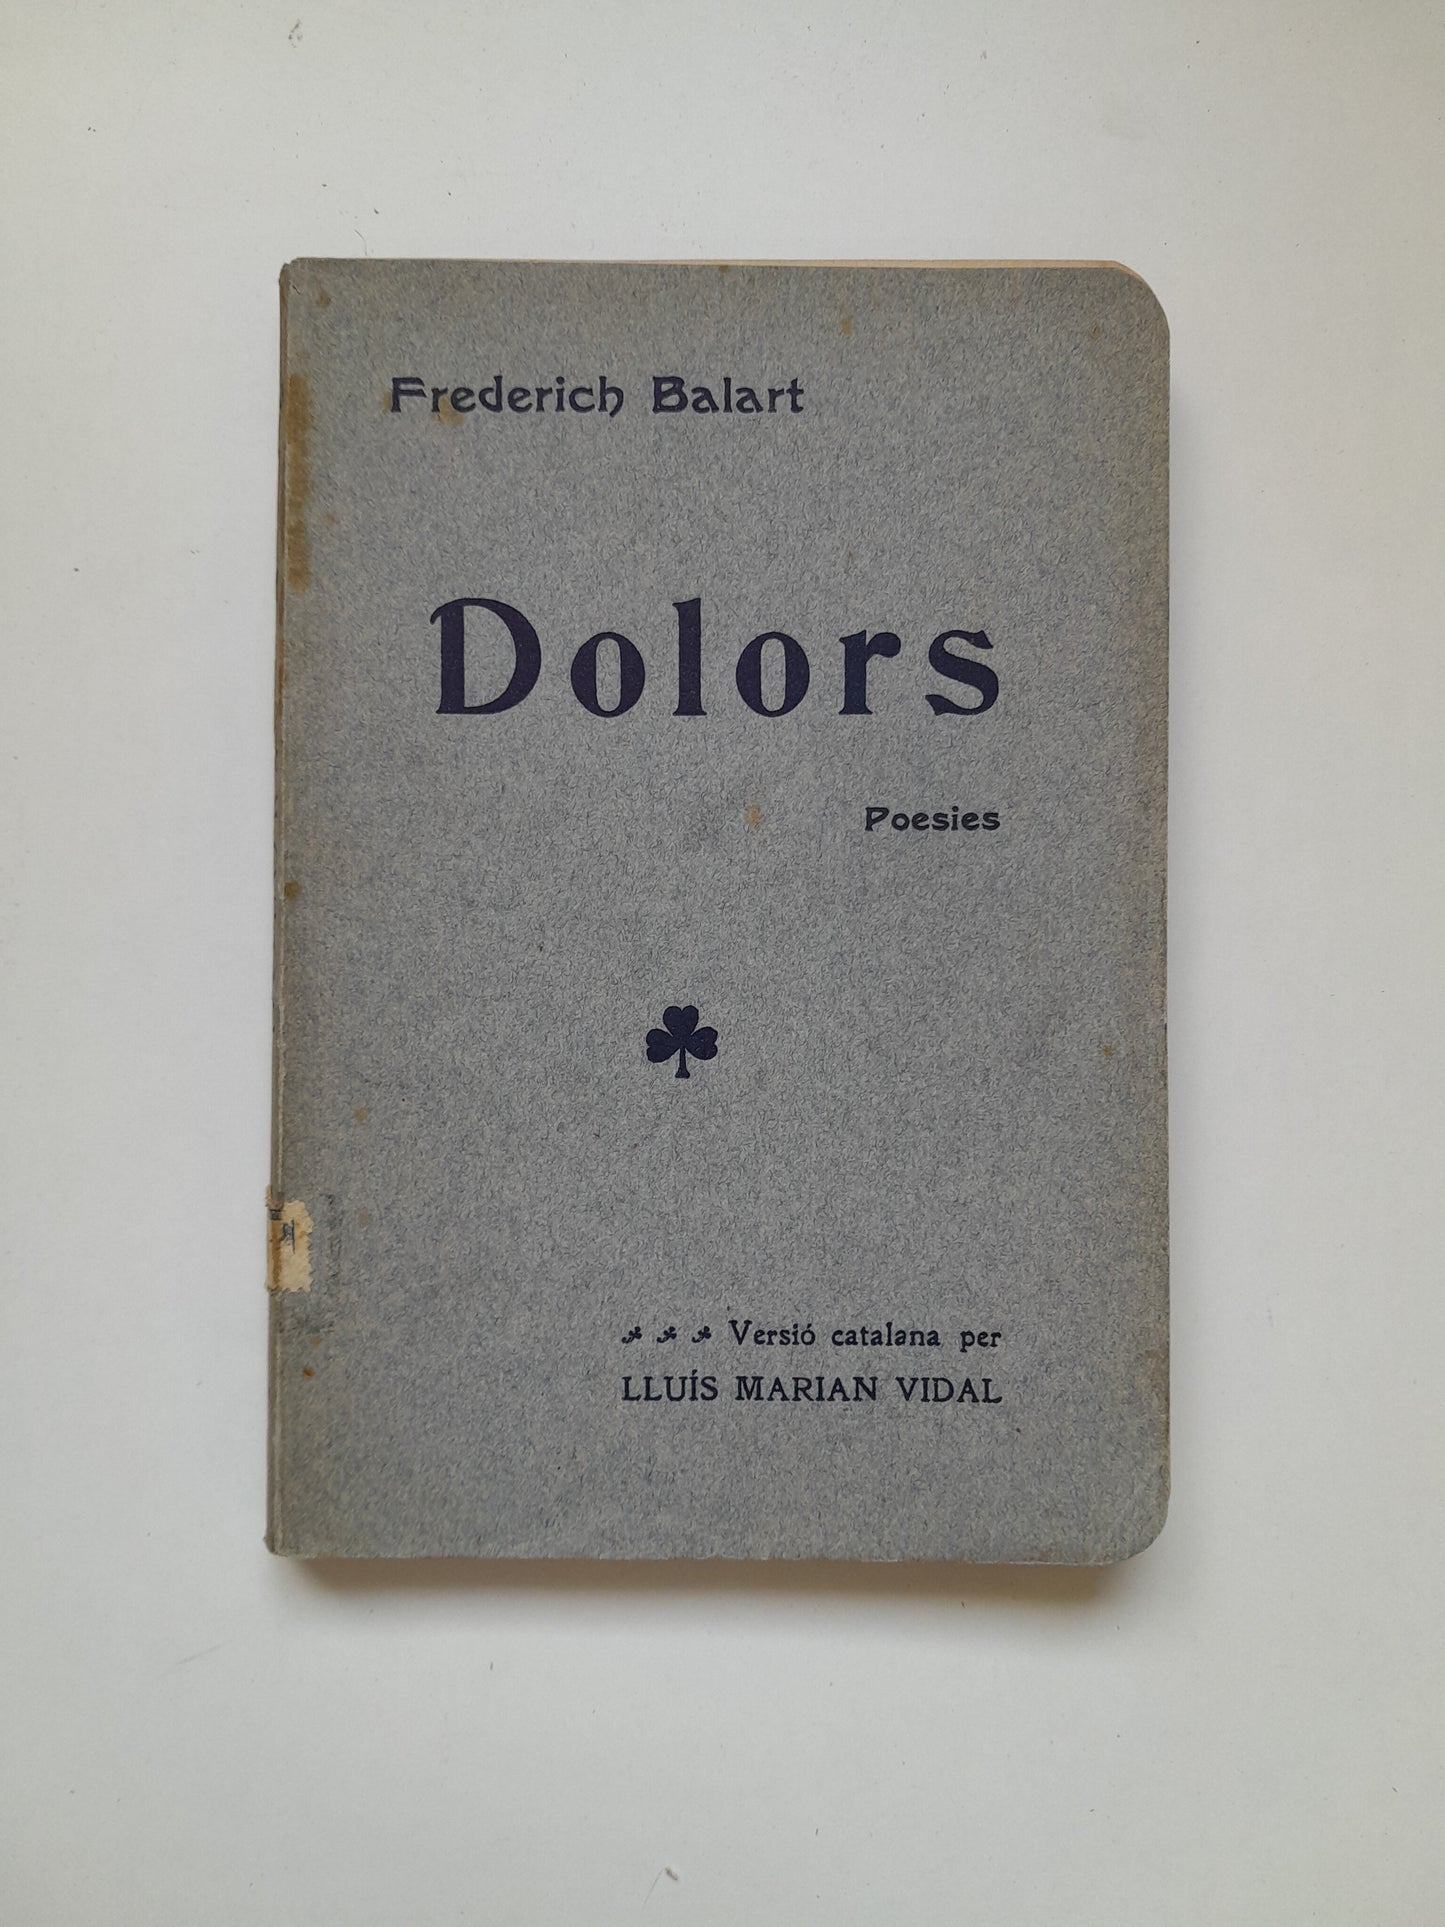 Frederich Balart
Dolors
Poesies
Versió catalana per
LLUÍS MARIAN VIDAL